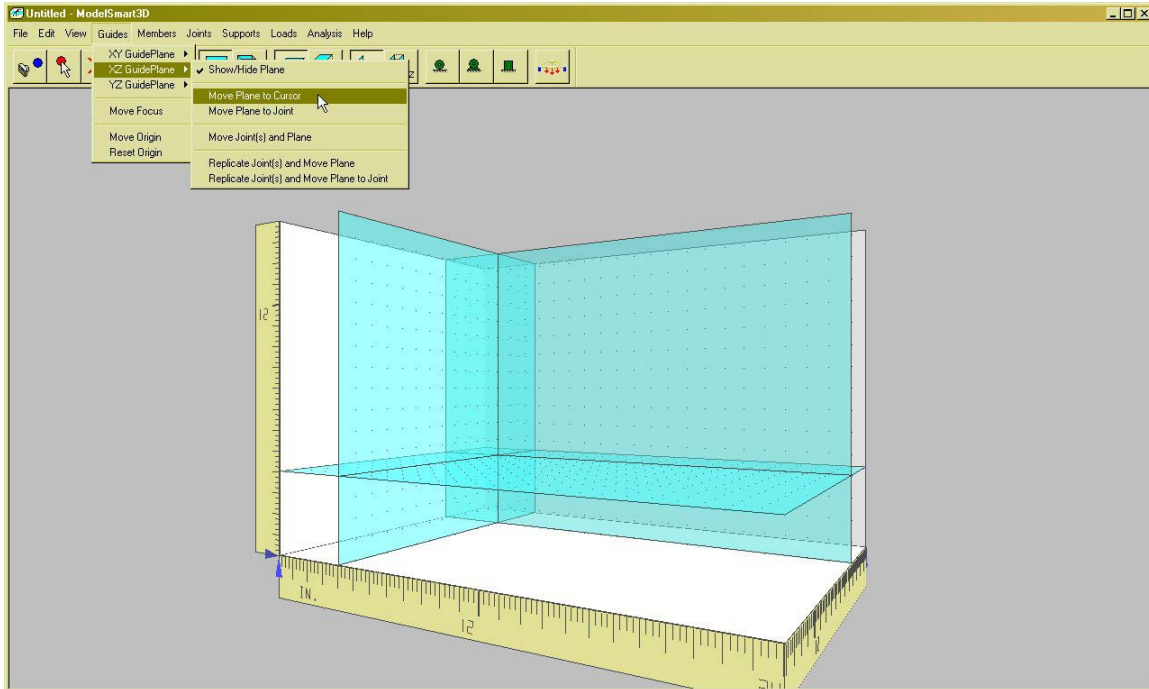 Untitled - ModelSmart3D
File Edit View Guides Members Joints Supports Loads Analysis Help
XY GuidePlane
XZ GuidePlane
YZ GuidePlane
Move Focus
Move Origin
Reset Origin
Show/Hide Plane
Move Plane to Cursor
Move Plane to Joint
Move Joint(s) and Plane
Replicate Joint(s) and Move Plane
Replicate Joint(s) and Move Plane to Joint
Z
12
IN.
12